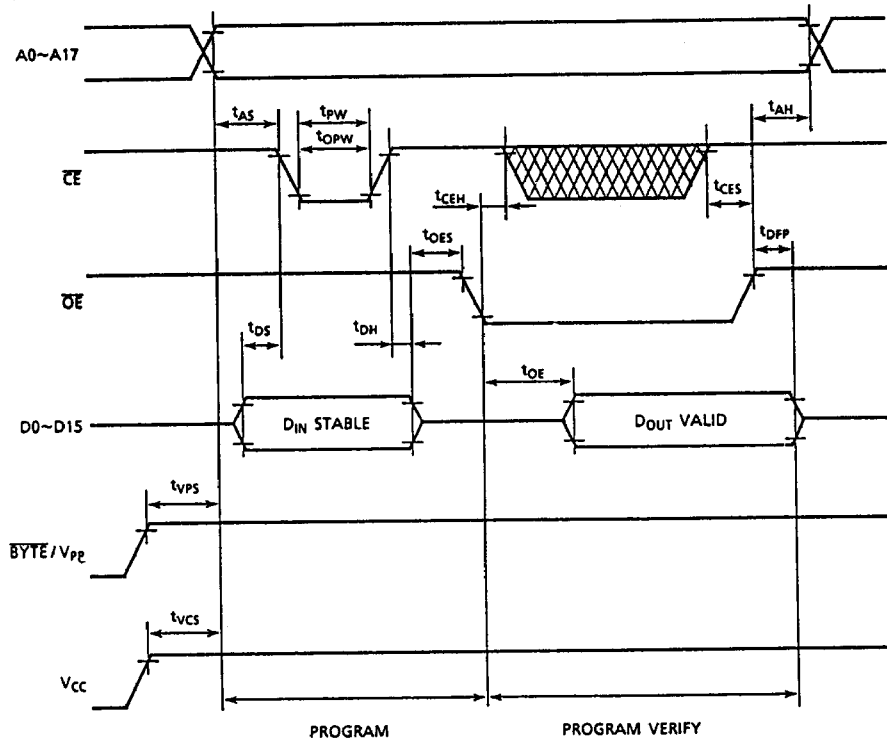 A0~A17
tAS
tPW
tOPW
tAH
CE
tCEH
tCES
tOES
tDFP
OE
tDS
tDH
tOE
D0~D15
DIN STABLE
DOUT VALID
tVPS
BYTE/VPP
tVCS
VCC
PROGRAM
PROGRAM VERIFY